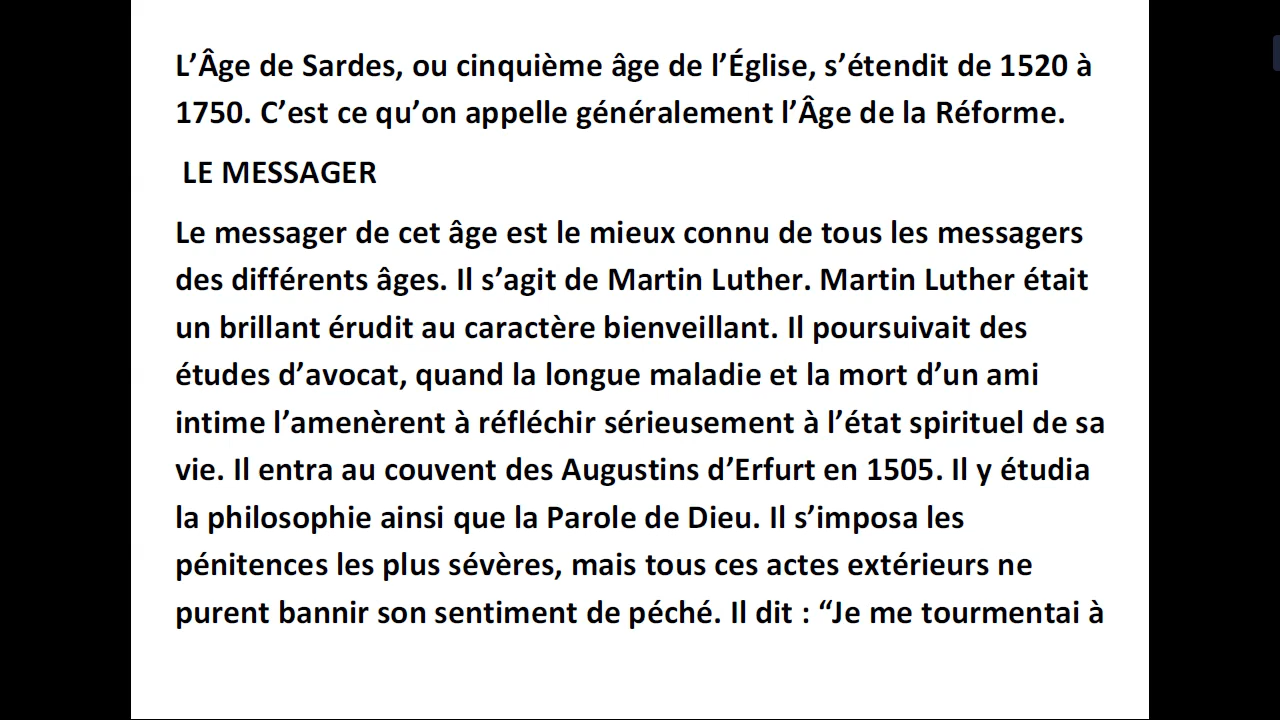 L’Âge de Sardes, ou cinquième âge de l’Église, s’étendit de 1520 à
1750. C’est ce qu’on appelle généralement l’Âge de la Réforme.
LE MESSAGER
Le messager de cet âge est le mieux connu de tous les messagers
des différents âges. Il s’agit de Martin Luther. Martin Luther était
un brillant érudit au caractère bienveillant. Il poursuivait des
études d’avocat, quand la longue maladie et la mort d’un ami
intime l’amenèrent à réfléchir sérieusement à l’état spirituel de sa
vie. Il entra au couvent des Augustins d’Erfurt en 1505. Il y étudia
la philosophie ainsi que la Parole de Dieu. Il s’imposa les
pénitences les plus sévères, mais tous ces actes extérieurs ne
purent bannir son sentiment de péché. Il dit : “Je me tourmentai à